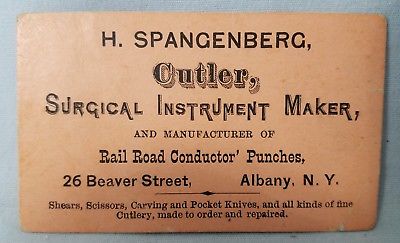 H. SPANGENBERG,
Cutler,
SURGICAL INSTRUMENT MAKER,
AND MANUFACTURER OF
Rail Road Conductor' Punches,
26 Beaver Street, Albany, N. Y.
Shears, Scissors, Carving and Pocket Knives, and all kinds of fine
Cutlery, made to order and repaired.